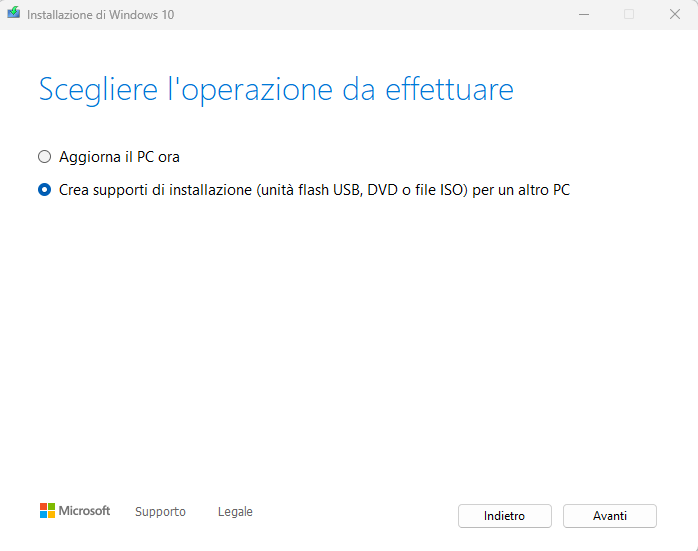 Installazione di Windows 10
Scegliere l'operazione da effettuare
Aggiorna il PC ora
Crea supporti di installazione (unità flash USB, DVD o file ISO) per un altro PC
Microsoft Supporto Legale Indietro Avanti